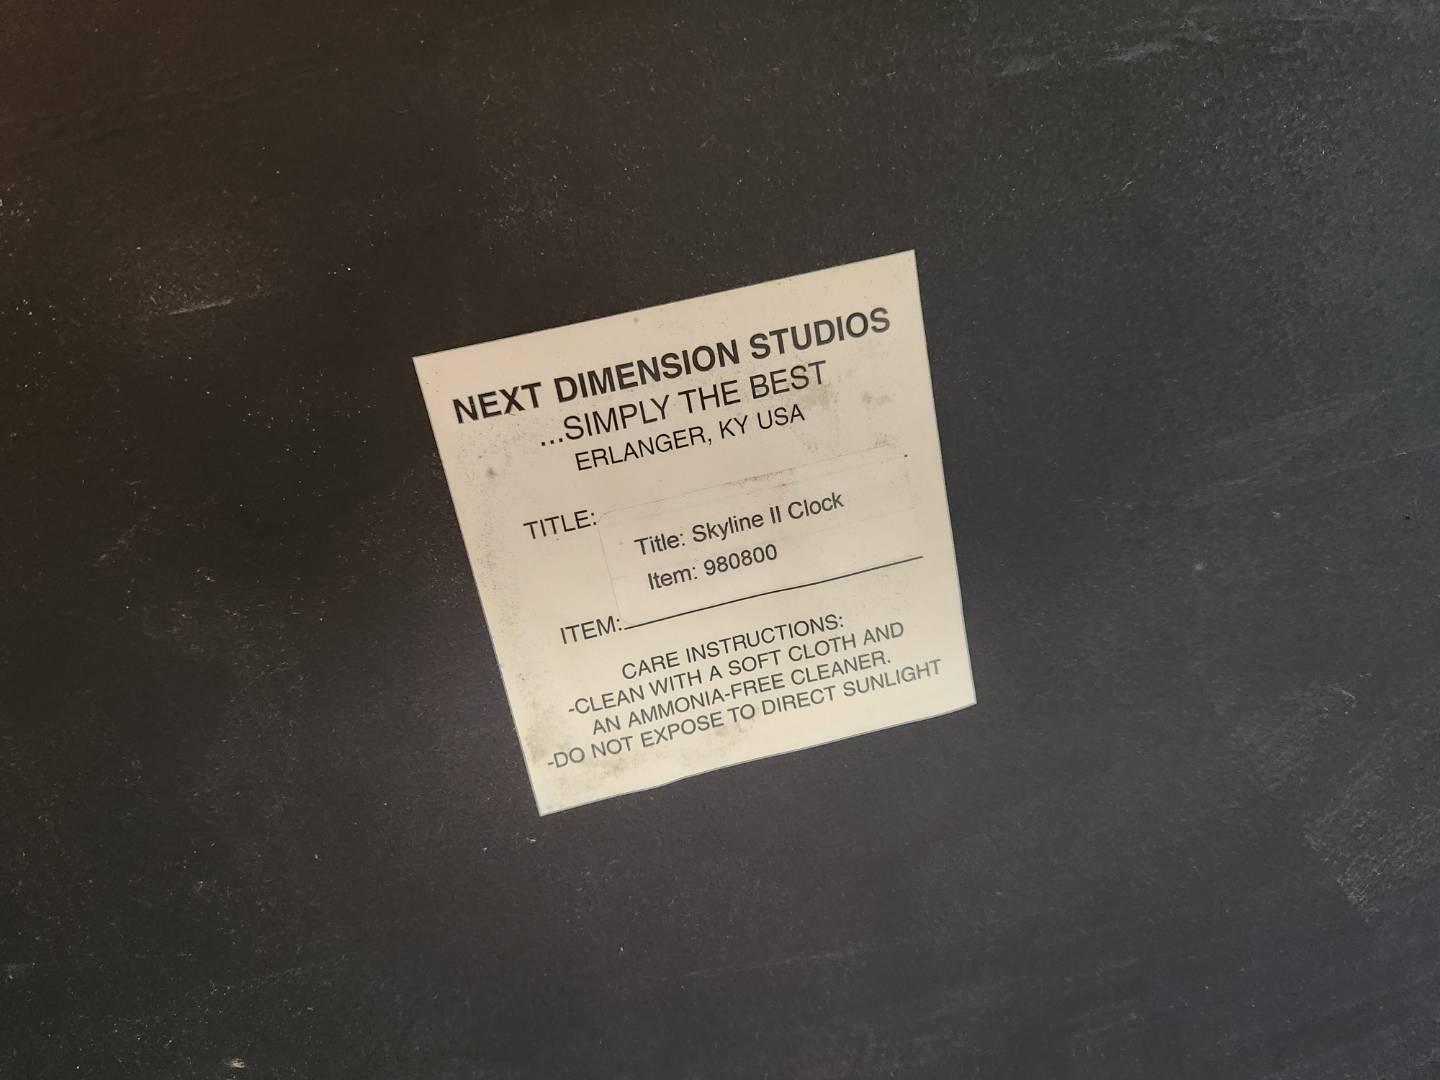 NEXT DIMENSION STUDIOS
...SIMPLY THE BEST
ERLANGER, KY USA
TITLE:
Title: Skyline II Clock
Item: 980800
ITEM:
CARE INSTRUCTIONS:
-CLEAN WITH A SOFT CLOTH AND
AN AMMONIA-FREE CLEANER.
-DO NOT EXPOSE TO DIRECT SUNLIGHT